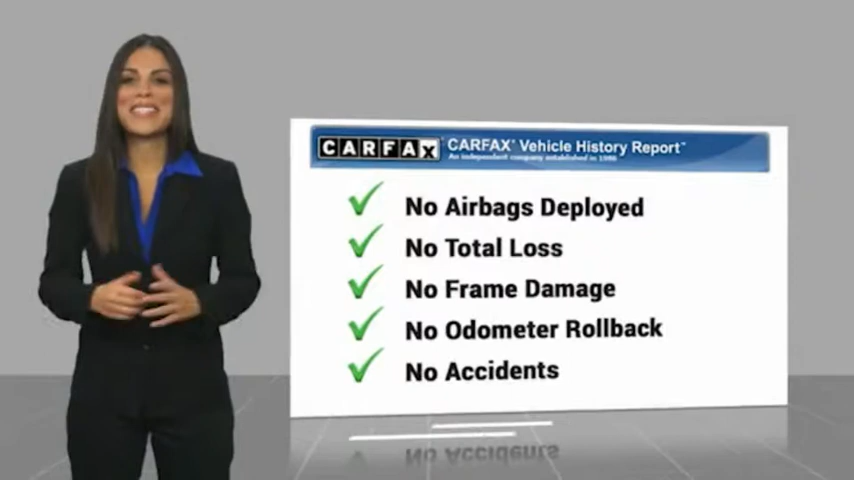 CARFAX CARFAX® Vehicle History Report™
An independent company established in 1986
No Airbags Deployed
No Total Loss
No Frame Damage
No Odometer Rollback
No Accidents